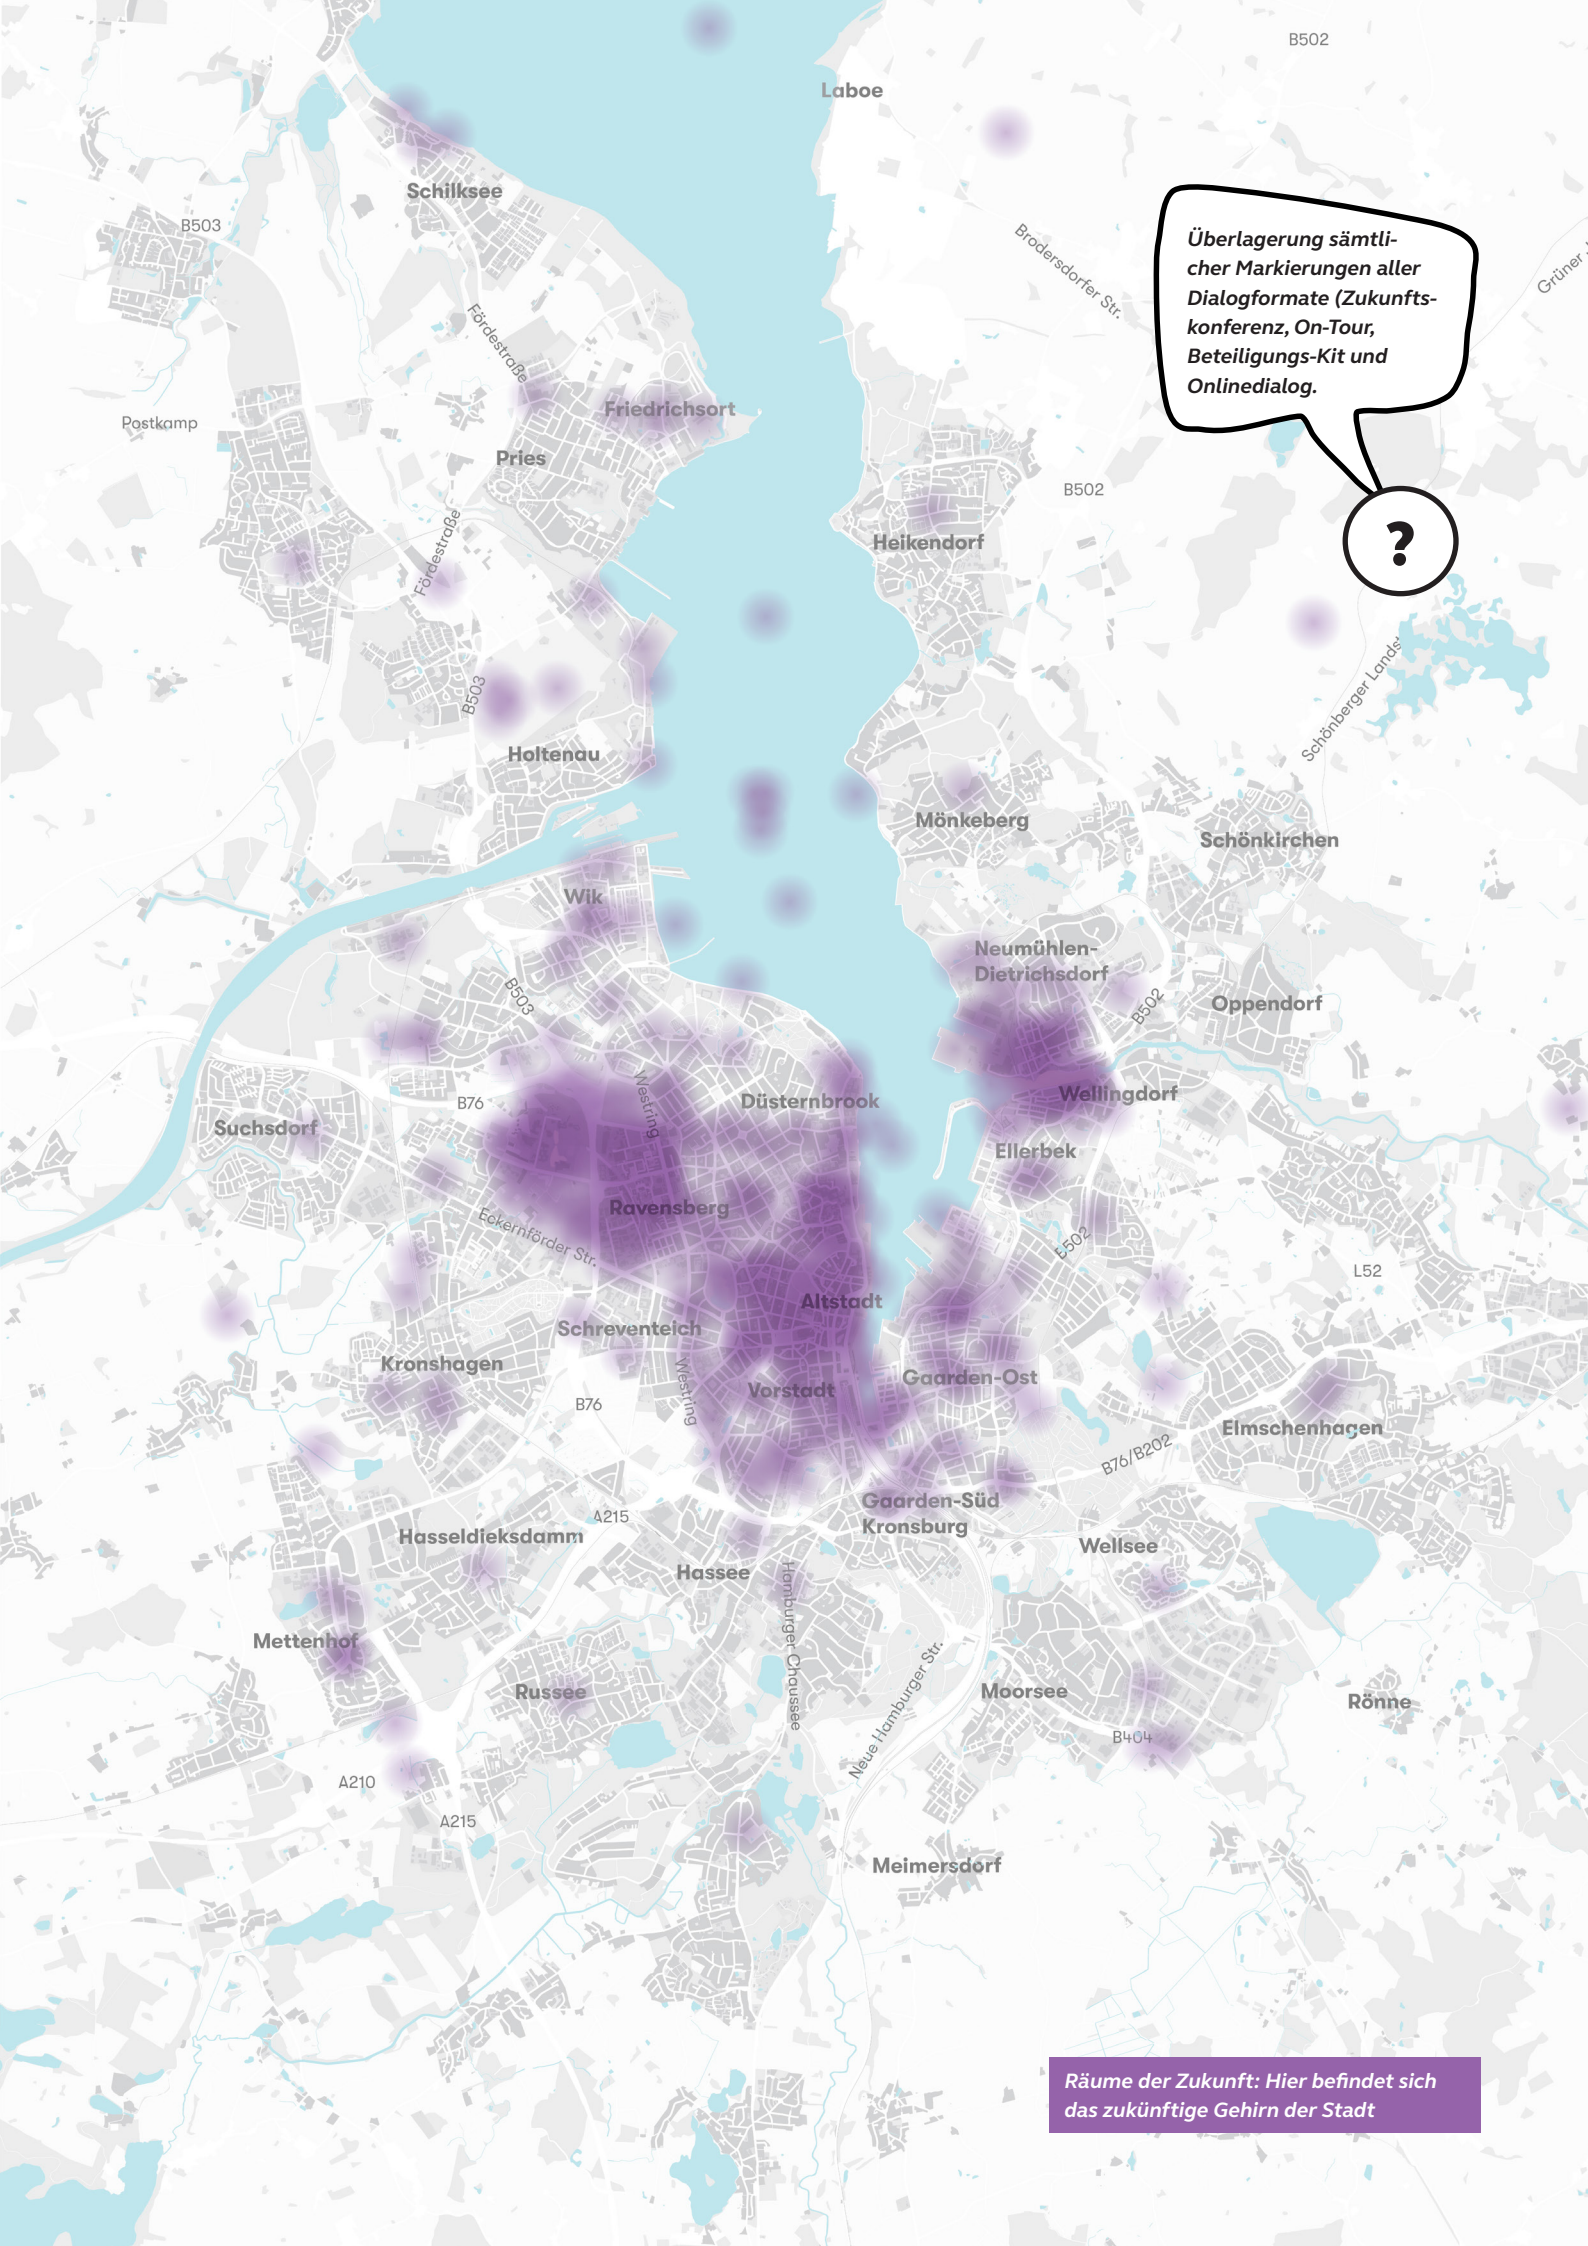 B502
Laboe
Schilksee
B503
Brodersdorfer Str.
Überlagerung sämtli-
cher Markierungen aller
Dialogformate (Zukunfts-
konferenz, On-Tour,
Beteiligungs-Kit und
Onlinedialog.
Grüner
Fördestraße
Friedrichsort
Postkamp
Pries
B502
?
Heikendorf
Fördestraße
B503
Schönberger Landst
Holtenau
Mönkeberg
Schönkirchen
Wik
Neumühlen-
Dietrichsdorf
B503
B502
Oppendorf
B76
Westring
Düsternbrook
Wellingdorf
Suchsdorf
Ellerbek
Ravensberg
Eckernförder Str.
B502
L52
Altstadt
Schreventeich
Kronshagen
Westring
Vorstadt
Gaarden-Ost
B76
Elmschenhagen
B76/B202
Gaarden-Süd
Kronsburg
A215
Hasseldieksdamm
Wellsee
Hassee
Hamburger Chaussee
Mettenhof
Neue Hamburger Str.
Russee
Moorsee
Rönne
B404
A210
A215
Meimersdorf
Räume der Zukunft: Hier befindet sich
das zukünftige Gehirn der Stadt